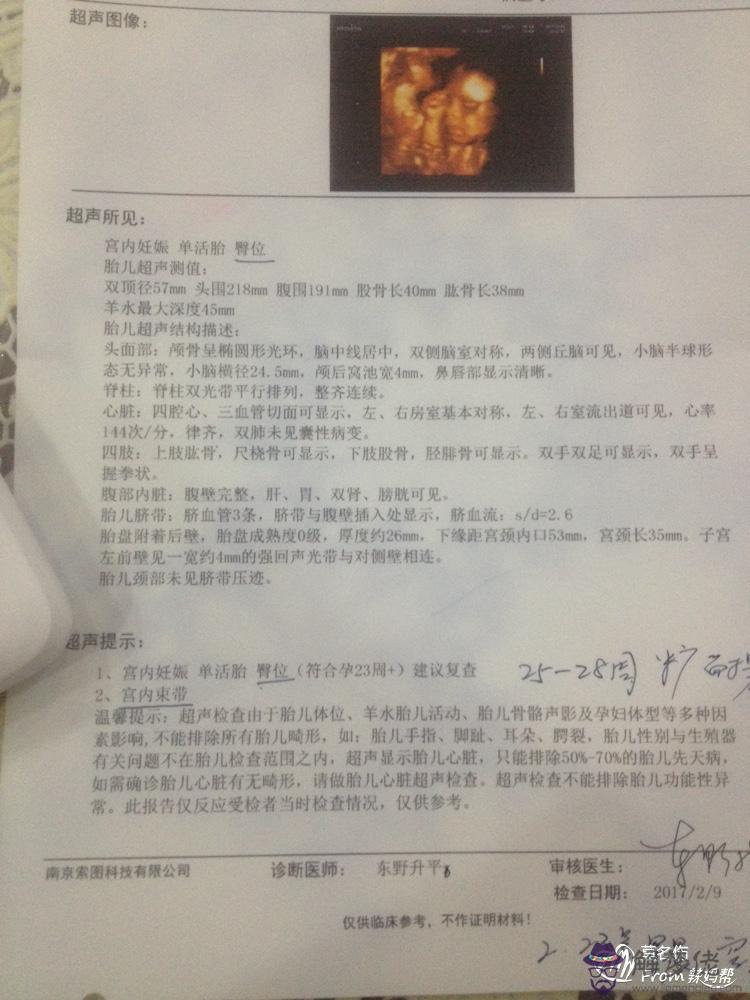 超声图像：
超声所见：
宫内妊娠 单活胎 臀位
胎儿超声测值：
双顶径57mm 头围218mm 腹围191mm 股骨长40mm 肱骨长38mm
羊水最大深度45mm
胎儿超声结构描述：
头面部：颅骨呈椭圆形光环，脑中线居中，双侧脑室对称，两侧丘脑可见，小脑半球形
态无异常，小脑横径24.5mm，颅后窝池宽4mm，鼻唇部显示清晰。
脊柱：脊柱双光带平行排列，整齐连续。
心脏：四腔心、三血管切面可显示，左、右房室基本对称，左、右室流出道可见，心率
144次/分，律齐，双肺未见囊性病变。
四肢：上肢肱骨，尺桡骨可显示，下肢股骨，胫腓骨可显示。双手双足可显示，双手呈
握拳状。
腹部内脏：腹壁完整，肝、胃、双肾、膀胱可见。
胎儿脐带：脐血管3条，脐带与腹壁插入处显示，脐血流：s/d=2.6
胎盘附着后壁，胎盘成熟度0级，厚度约26mm，下缘距宫颈内口53mm，宫颈长35mm。子宫
左前壁见一宽约4mm的强回声光带与对侧壁相连。
胎儿颈部未见脐带压迹。
超声提示：
1、宫内妊娠 单活胎 臀位（符合孕23周+）建议复查
25-28周
2、宫内束带
温馨提示：超声检查由于胎儿体位、羊水胎儿活动、胎儿骨骼声影及孕妇体型等多种因
素影响,不能排除所有胎儿畸形，如：胎儿手指、脚趾、耳朵、腭裂，胎儿性别与生殖器
有关问题不在胎儿检查范围之内，超声显示胎儿心脏，只能排除50%-70%的胎儿先天病，
如需确诊胎儿心脏有无畸形，请做胎儿心脏超声检查。超声检查不能排除胎儿功能性异
常。此报告仅反应受检者当时检查情况，仅供参考。
南京索图科技有限公司 诊断医师： 东野升平 审核医生：
检查日期： 2017/2/9
仅供临床参考，不作证明材料！
From 辣妈帮